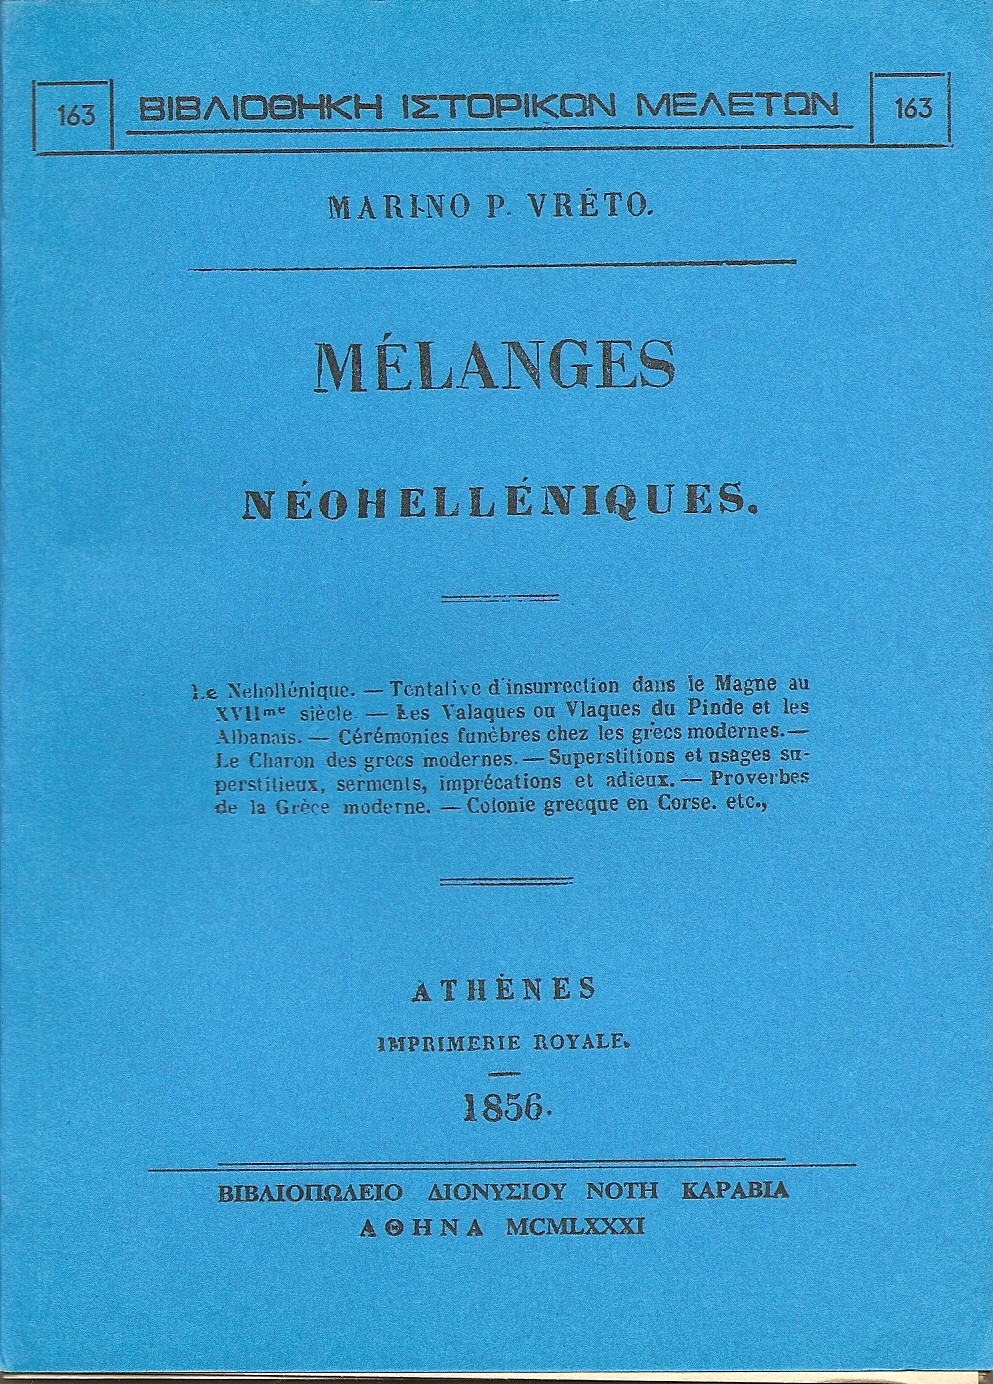 163 ΒΙΒΛΙΟΘΗΚΗ ΙΣΤΟΡΙΚΩΝ ΜΕΛΕΤΩΝ 163
MARINO P. VRÉTO.
MÉLANGES
NÉOHELLÉNIQUES.
Le Nehollénique. — Tentative d'insurrection dans le Magne au
XVIIme siècle — Les Valaques ou Vlaques du Pinde et les
Albanais. — Cérémonies funèbres chez les grecs modernes. —
Le Charon des grecs modernes. — Superstitions et usages su-
perstitieux, serments, imprécations et adieux. — Proverbes
de la Grèce moderne. — Colonie grecque en Corse. etc.,
ATHÈNES
IMPRIMERIE ROYALE.
1856.
ΒΙΒΛΙΟΠΩΛΕΙΟ ΔΙΟΝΥΣΙΟΥ ΝΟΤΗ ΚΑΡΑΒΙΑ
ΑΘΗΝΑ MCMLXXXI